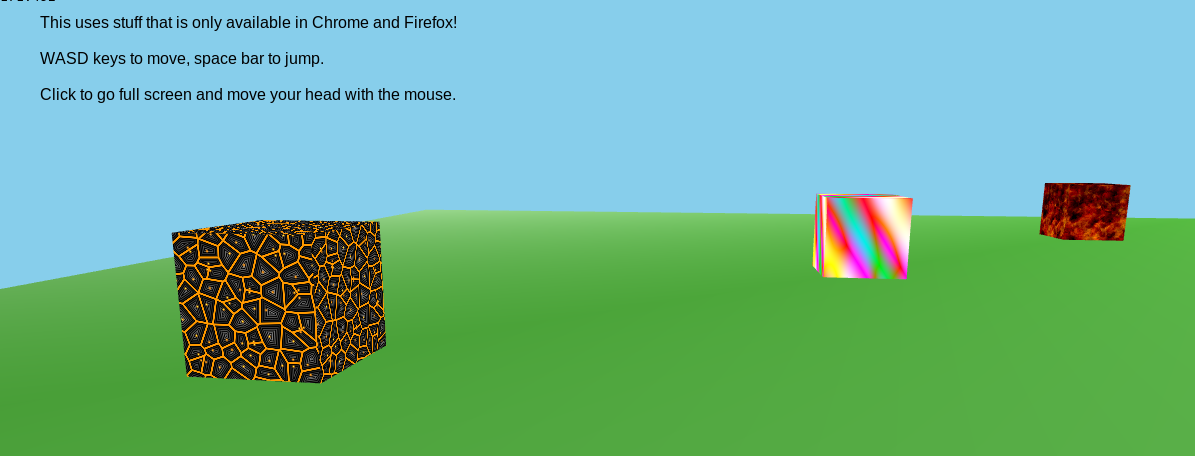 This uses stuff that is only available in Chrome and Firefox!
WASD keys to move, space bar to jump.
Click to go full screen and move your head with the mouse.